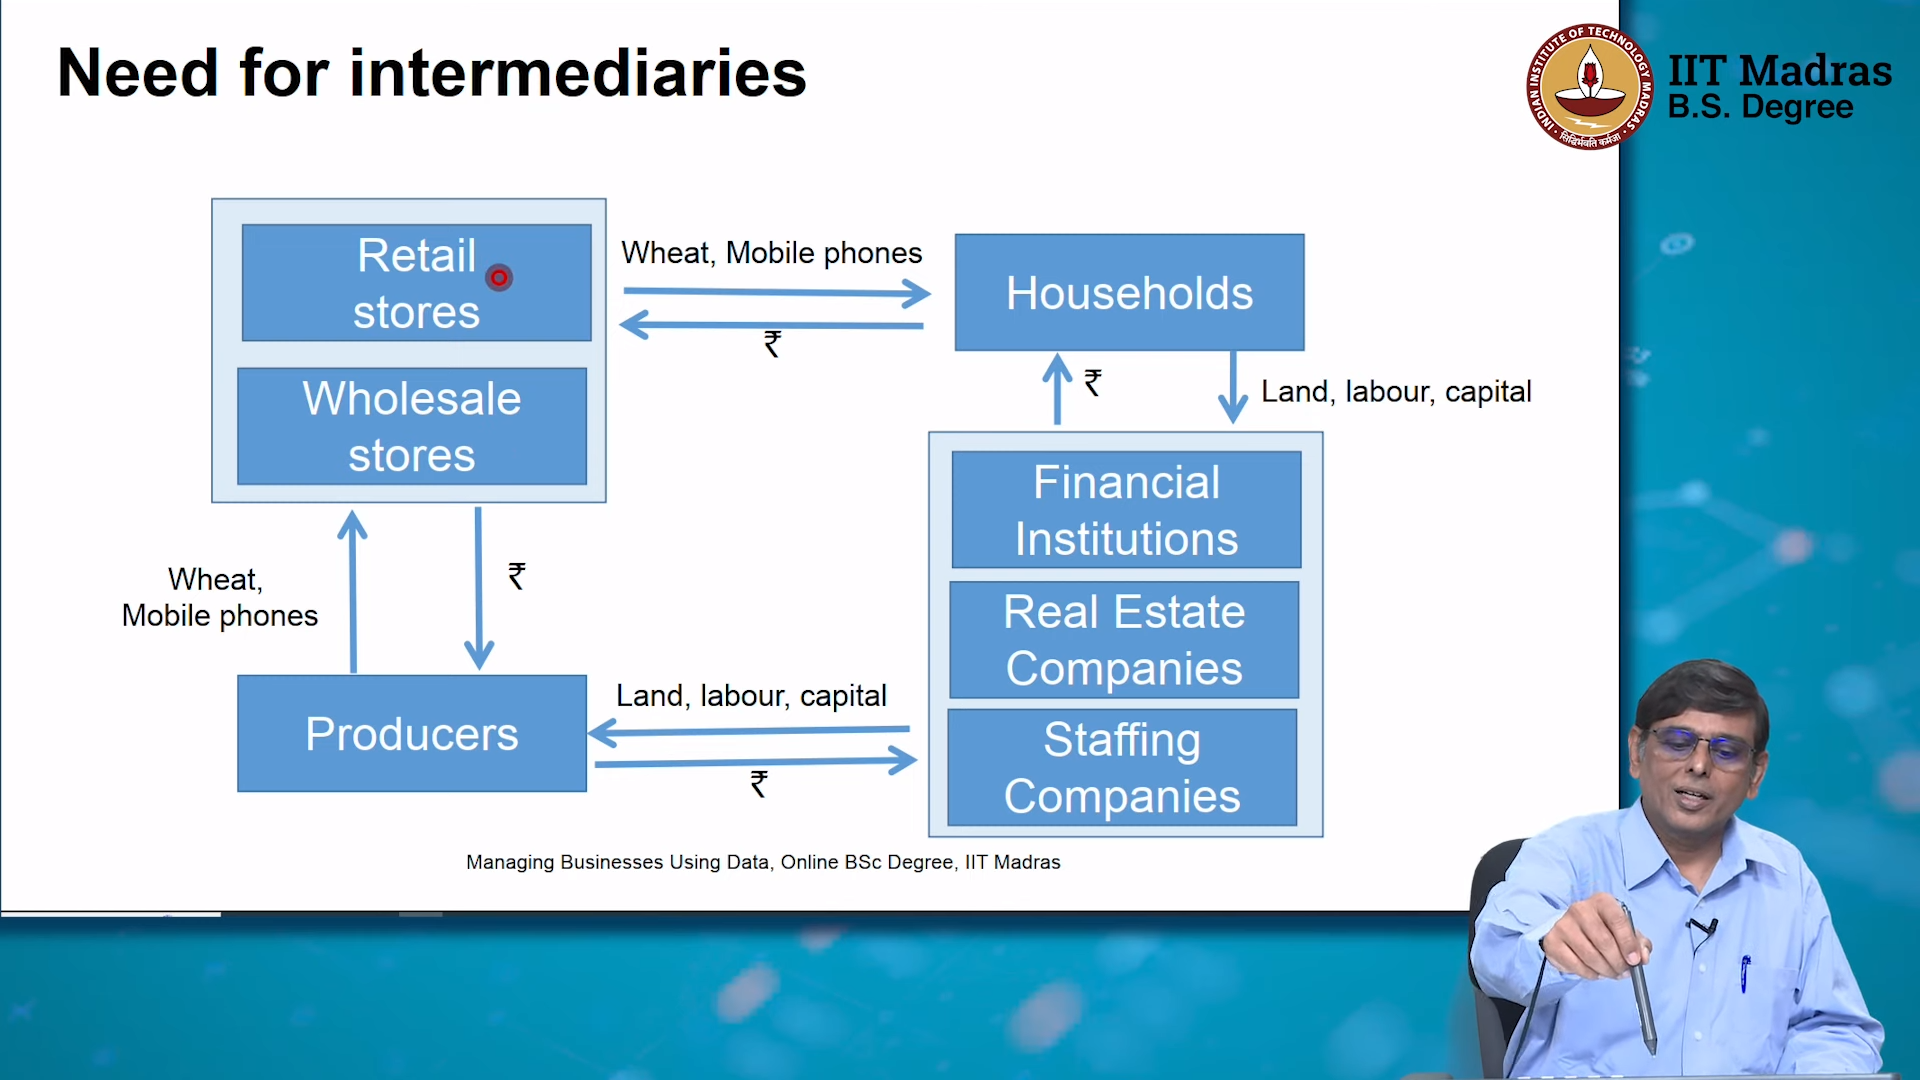 Need for intermediaries
INDIAN INSTITUTE OF TECHNOLOGY MADRAS
सिद्धिर्भवति कर्मजा
IIT Madras
B.S. Degree
Retail
stores
Wholesale
stores
Wheat, Mobile phones
₹
Households
₹
Land, labour, capital
Financial
Institutions
Real Estate
Companies
Staffing
Companies
Wheat,
Mobile phones
₹
Producers
Land, labour, capital
₹
Managing Businesses Using Data, Online BSc Degree, IIT Madras